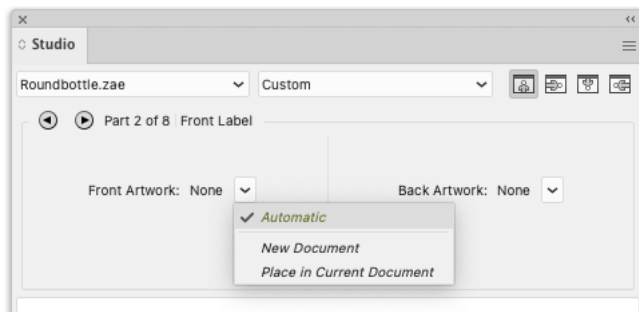 Studio
Roundbottle.zae Custom
Part 2 of 8 Front Label
Front Artwork: None Back Artwork: None
Automatic
New Document
Place in Current Document